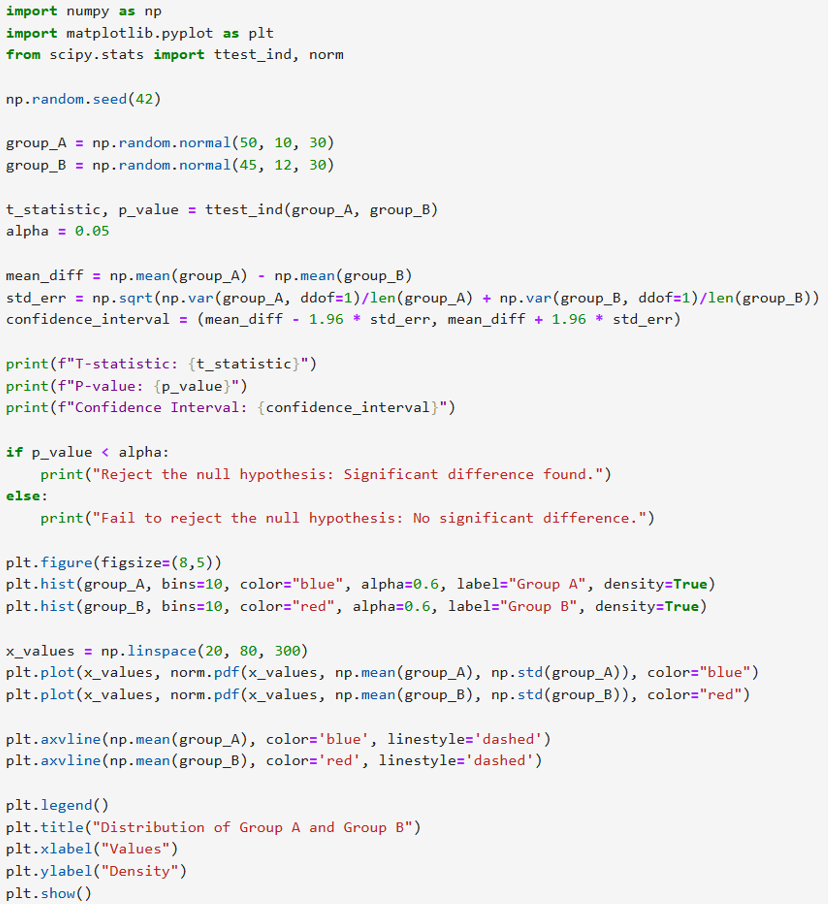 import numpy as np
import matplotlib.pyplot as plt
from scipy.stats import ttest_ind, norm

np.random.seed(42)

group_A = np.random.normal(50, 10, 30)
group_B = np.random.normal(45, 12, 30)

t_statistic, p_value = ttest_ind(group_A, group_B)
alpha = 0.05

mean_diff = np.mean(group_A) - np.mean(group_B)
std_err = np.sqrt(np.var(group_A, ddof=1)/len(group_A) + np.var(group_B, ddof=1)/len(group_B))
confidence_interval = (mean_diff - 1.96 * std_err, mean_diff + 1.96 * std_err)

print(f"T-statistic: {t_statistic}")
print(f"P-value: {p_value}")
print(f"Confidence Interval: {confidence_interval}")

if p_value < alpha:
    print("Reject the null hypothesis: Significant difference found.")
else:
    print("Fail to reject the null hypothesis: No significant difference.")

plt.figure(figsize=(8,5))
plt.hist(group_A, bins=10, color="blue", alpha=0.6, label="Group A", density=True)
plt.hist(group_B, bins=10, color="red", alpha=0.6, label="Group B", density=True)

x_values = np.linspace(20, 80, 300)
plt.plot(x_values, norm.pdf(x_values, np.mean(group_A), np.std(group_A)), color="blue")
plt.plot(x_values, norm.pdf(x_values, np.mean(group_B), np.std(group_B)), color="red")

plt.axvline(np.mean(group_A), color='blue', linestyle='dashed')
plt.axvline(np.mean(group_B), color='red', linestyle='dashed')

plt.legend()
plt.title("Distribution of Group A and Group B")
plt.xlabel("Values")
plt.ylabel("Density")
plt.show()